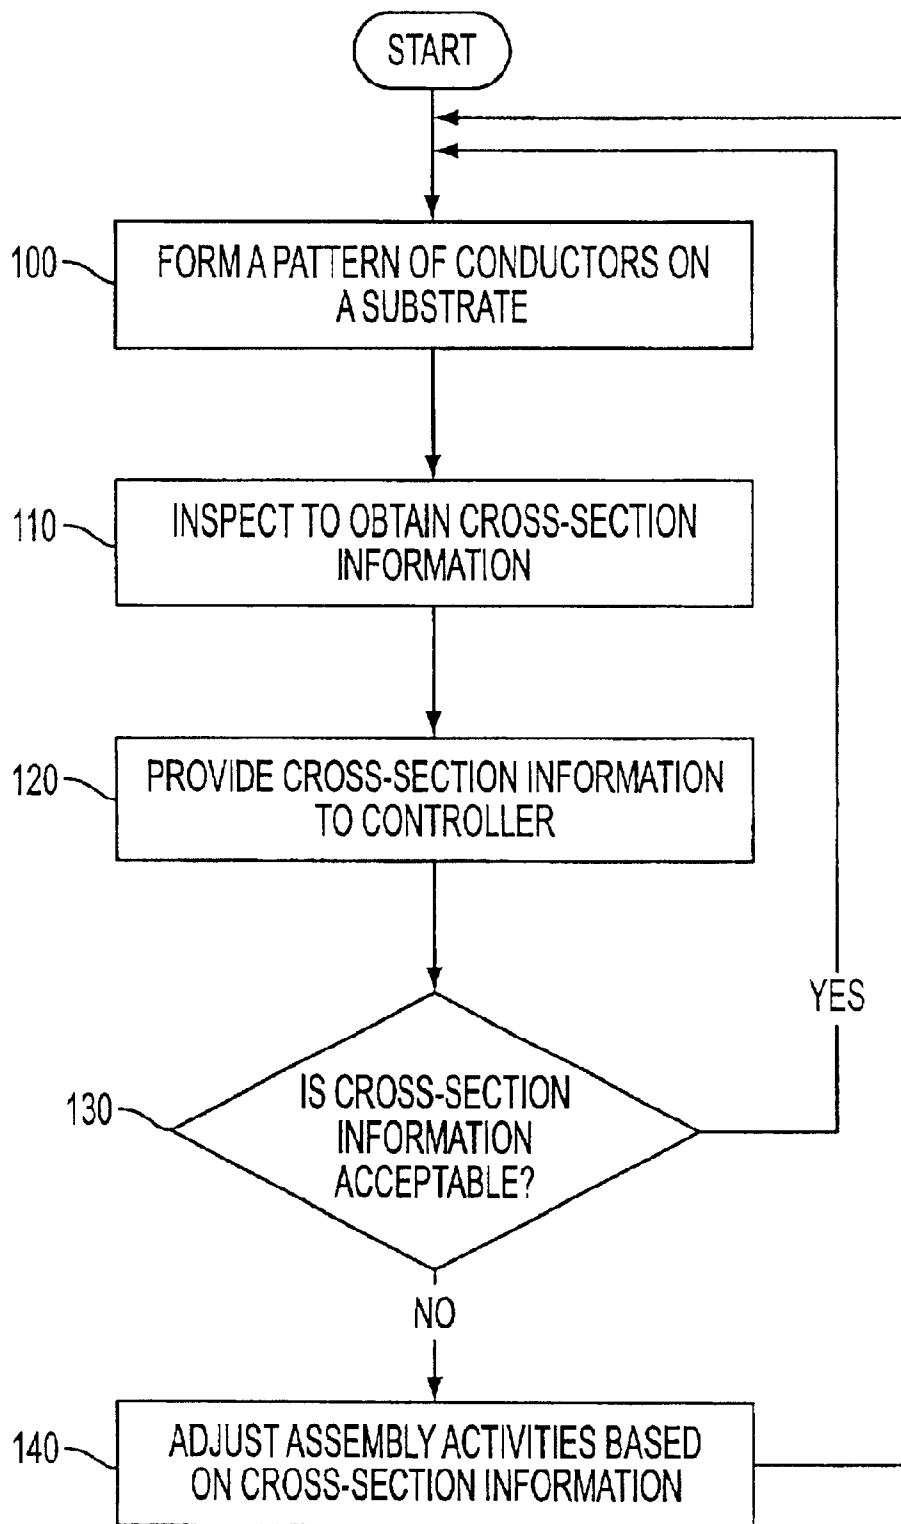 START
100
FORM A PATTERN OF CONDUCTORS ON
A SUBSTRATE
110
INSPECT TO OBTAIN CROSS-SECTION
INFORMATION
120
PROVIDE CROSS-SECTION INFORMATION
TO CONTROLLER
YES
130
IS CROSS-SECTION
INFORMATION
ACCEPTABLE?
NO
140
ADJUST ASSEMBLY ACTIVITIES BASED
ON CROSS-SECTION INFORMATION